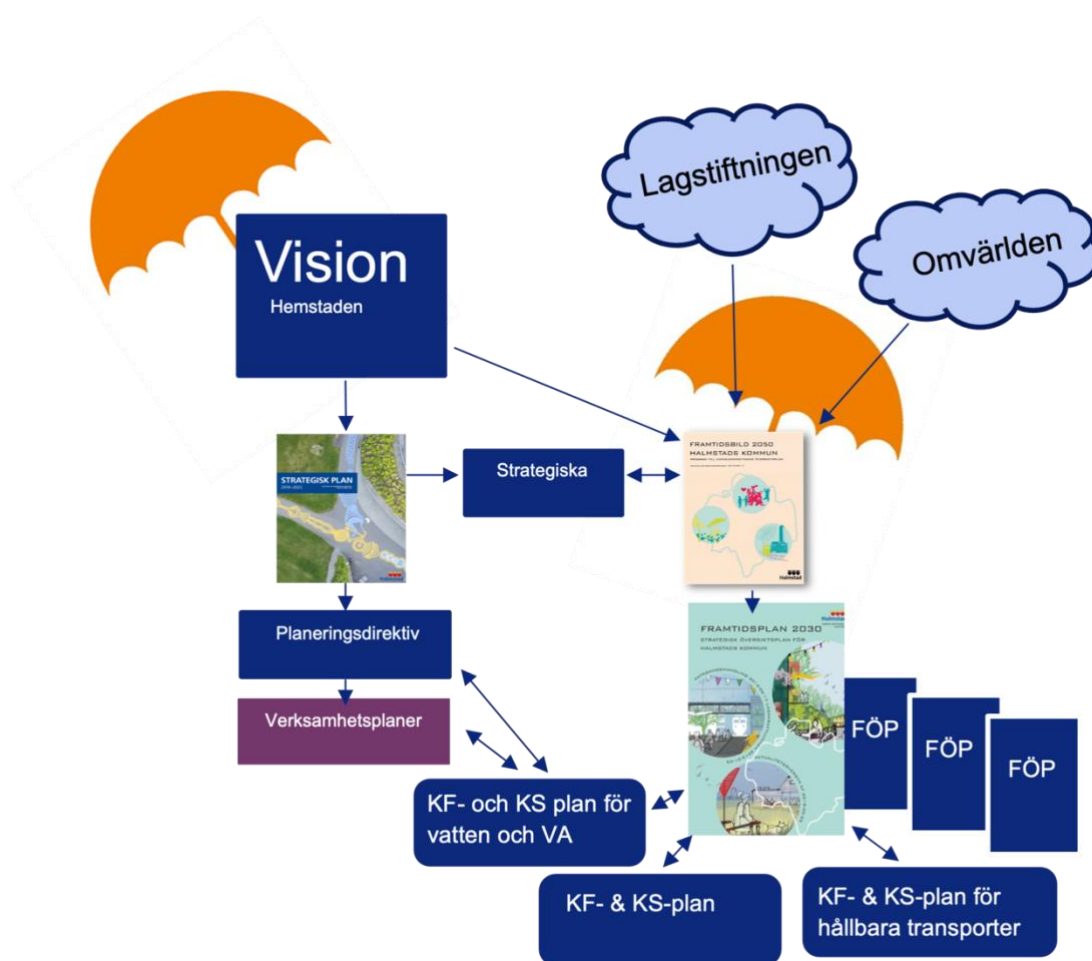 Lagstiftningen
Omvärlden
Vision
Hemstaden
STRATEGISK PLAN
Strategiska
FRAMTIDSBILD 2050
HALMSTADS KOMMUN
Halmstad
Planeringsdirektiv
Verksamhetsplaner
FRAMTIDSPLAN 2030
STRATEGISK ÖVERSIKTSPLAN FÖR
HALMSTADS KOMMUN
FÖP
FÖP
FÖP
KF- och KS plan för
vatten och VA
KF- & KS-plan
KF- & KS-plan för
hållbara transporter